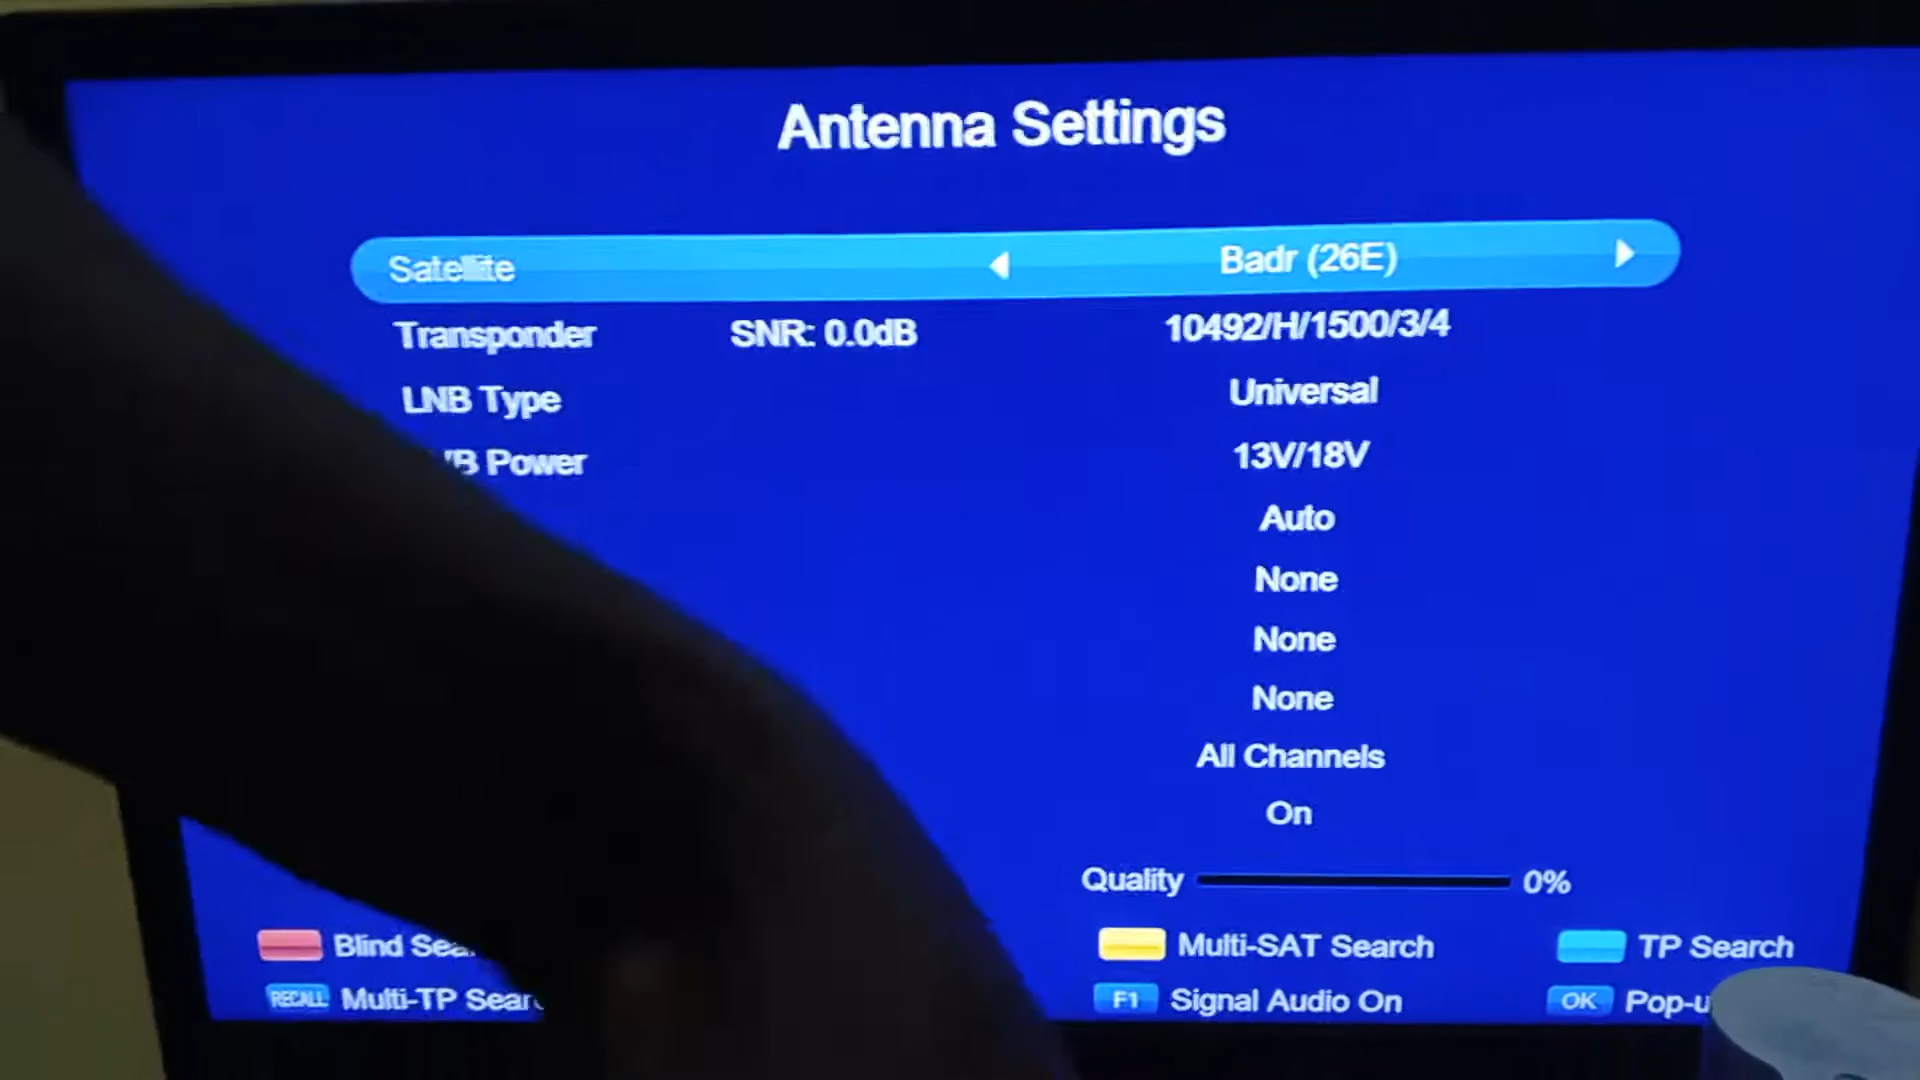 Antenna Settings
Satellite Badr (26E)
Transponder SNR: 0.0dB 10492/H/1500/3/4
LNB Type Universal
Power 13V/18V
Auto
None
None
None
All Channels
On
Quality 0%
Blind Multi-SAT Search TP Search
RECALL Multi-TP F1 Signal Audio On OK